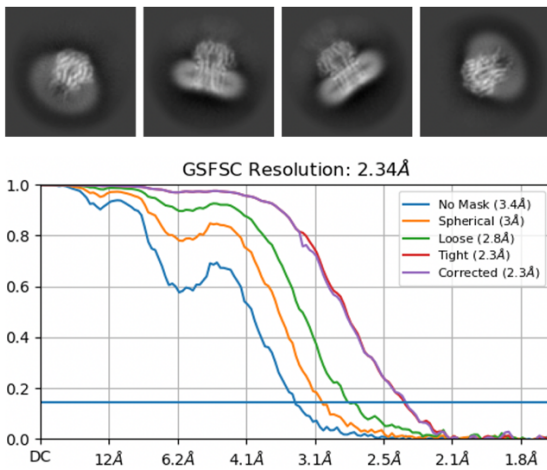 GSFSC Resolution: 2.34Å
1.0
0.8
0.6
0.4
0.2
0.0
No Mask (3.4Å)
Spherical (3Å)
Loose (2.8Å)
Tight (2.3Å)
Corrected (2.3Å)
DC 12Å 6.2Å 4.1Å 3.1Å 2.5Å 2.1Å 1.8Å